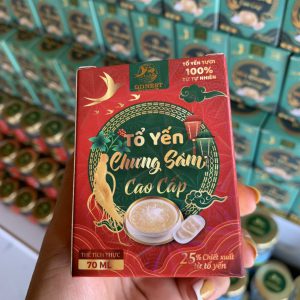 QQNEST
TỔ YẾN TƯƠI
100%
TỪ TỰ NHIÊN
Tổ Yến
Chưng Sâm
Cao Cấp
THỂ TÍCH THỰC
70 ML
25% Chiết xuất
từ tổ yến